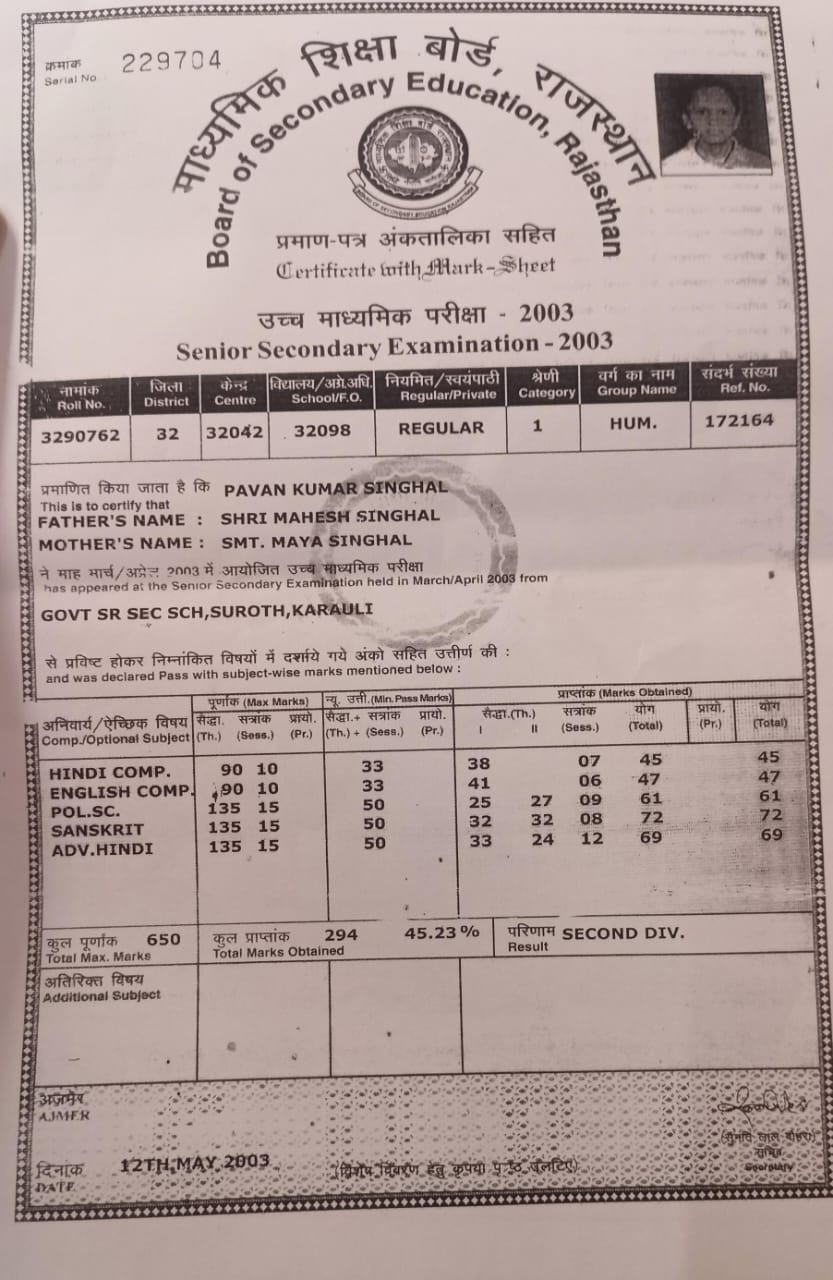 क्रमांक 229704
Serial No
माध्यमिक शिक्षा बोर्ड, राजस्थान
Board of Secondary Education, Rajasthan
प्रमाण-पत्र अंकतालिका सहित
Certificate with Mark-Sheet
उच्च माध्यमिक परीक्षा - 2003
Senior Secondary Examination - 2003
नामांक जिला केन्द्र विद्यालय/अग्रे.अधि. नियमित/स्वयंपाठी श्रेणी वर्ग का नाम संदर्भ संख्या
Roll No. District Centre School/F.O. Regular/Private Category Group Name Ref. No.
3290762 32 32042 32098 REGULAR 1 HUM. 172164
प्रमाणित किया जाता है कि PAVAN KUMAR SINGHAL
This is to certify that
FATHER'S NAME : SHRI MAHESH SINGHAL
MOTHER'S NAME : SMT. MAYA SINGHAL
ने माह मार्च/अप्रेल 2003 में आयोजित उच्च माध्यमिक परीक्षा
has appeared at the Senior Secondary Examination held in March/April 2003 from
GOVT SR SEC SCH,SUROTH,KARAULI
से प्रविष्ट होकर निम्नांकित विषयों में दर्शाये गये अंको सहित उत्तीर्ण की :
and was declared Pass with subject-wise marks mentioned below :
पूर्णांक (Max Marks) न्यू. उत्ती.(Min. Pass Marks) प्राप्तांक (Marks Obtained)
अनिवार्य/ऐच्छिक विषय सैद्धा. सत्रांक प्रायो. सैद्धा.+ सत्रांक प्रायो. सैद्धा.(Th.) सत्रांक योग प्रायो. योग
Comp./Optional Subject (Th.) (Sess.) (Pr.) (Th.) + (Sess.) (Pr.) I II (Sess.) (Total) (Pr.) (Total)
HINDI COMP. 90 10 33 38 07 45 45
ENGLISH COMP. 90 10 33 41 06 47 47
POL.SC. 135 15 50 25 27 09 61 61
SANSKRIT 135 15 50 32 32 08 72 72
ADV.HINDI 135 15 50 33 24 12 69 69
कुल पूर्णांक 650 कुल प्राप्तांक 294 45.23% परिणाम SECOND DIV.
Total Max. Marks Total Marks Obtained Result
अतिरिक्त विषय
Additional Subject
अजमेर
AJMER
सचिव
Secretary
दिनांक 12TH MAY 2003 (विशेष विवरण हेतु कृपया पृष्ठ उलटिए)
DATE